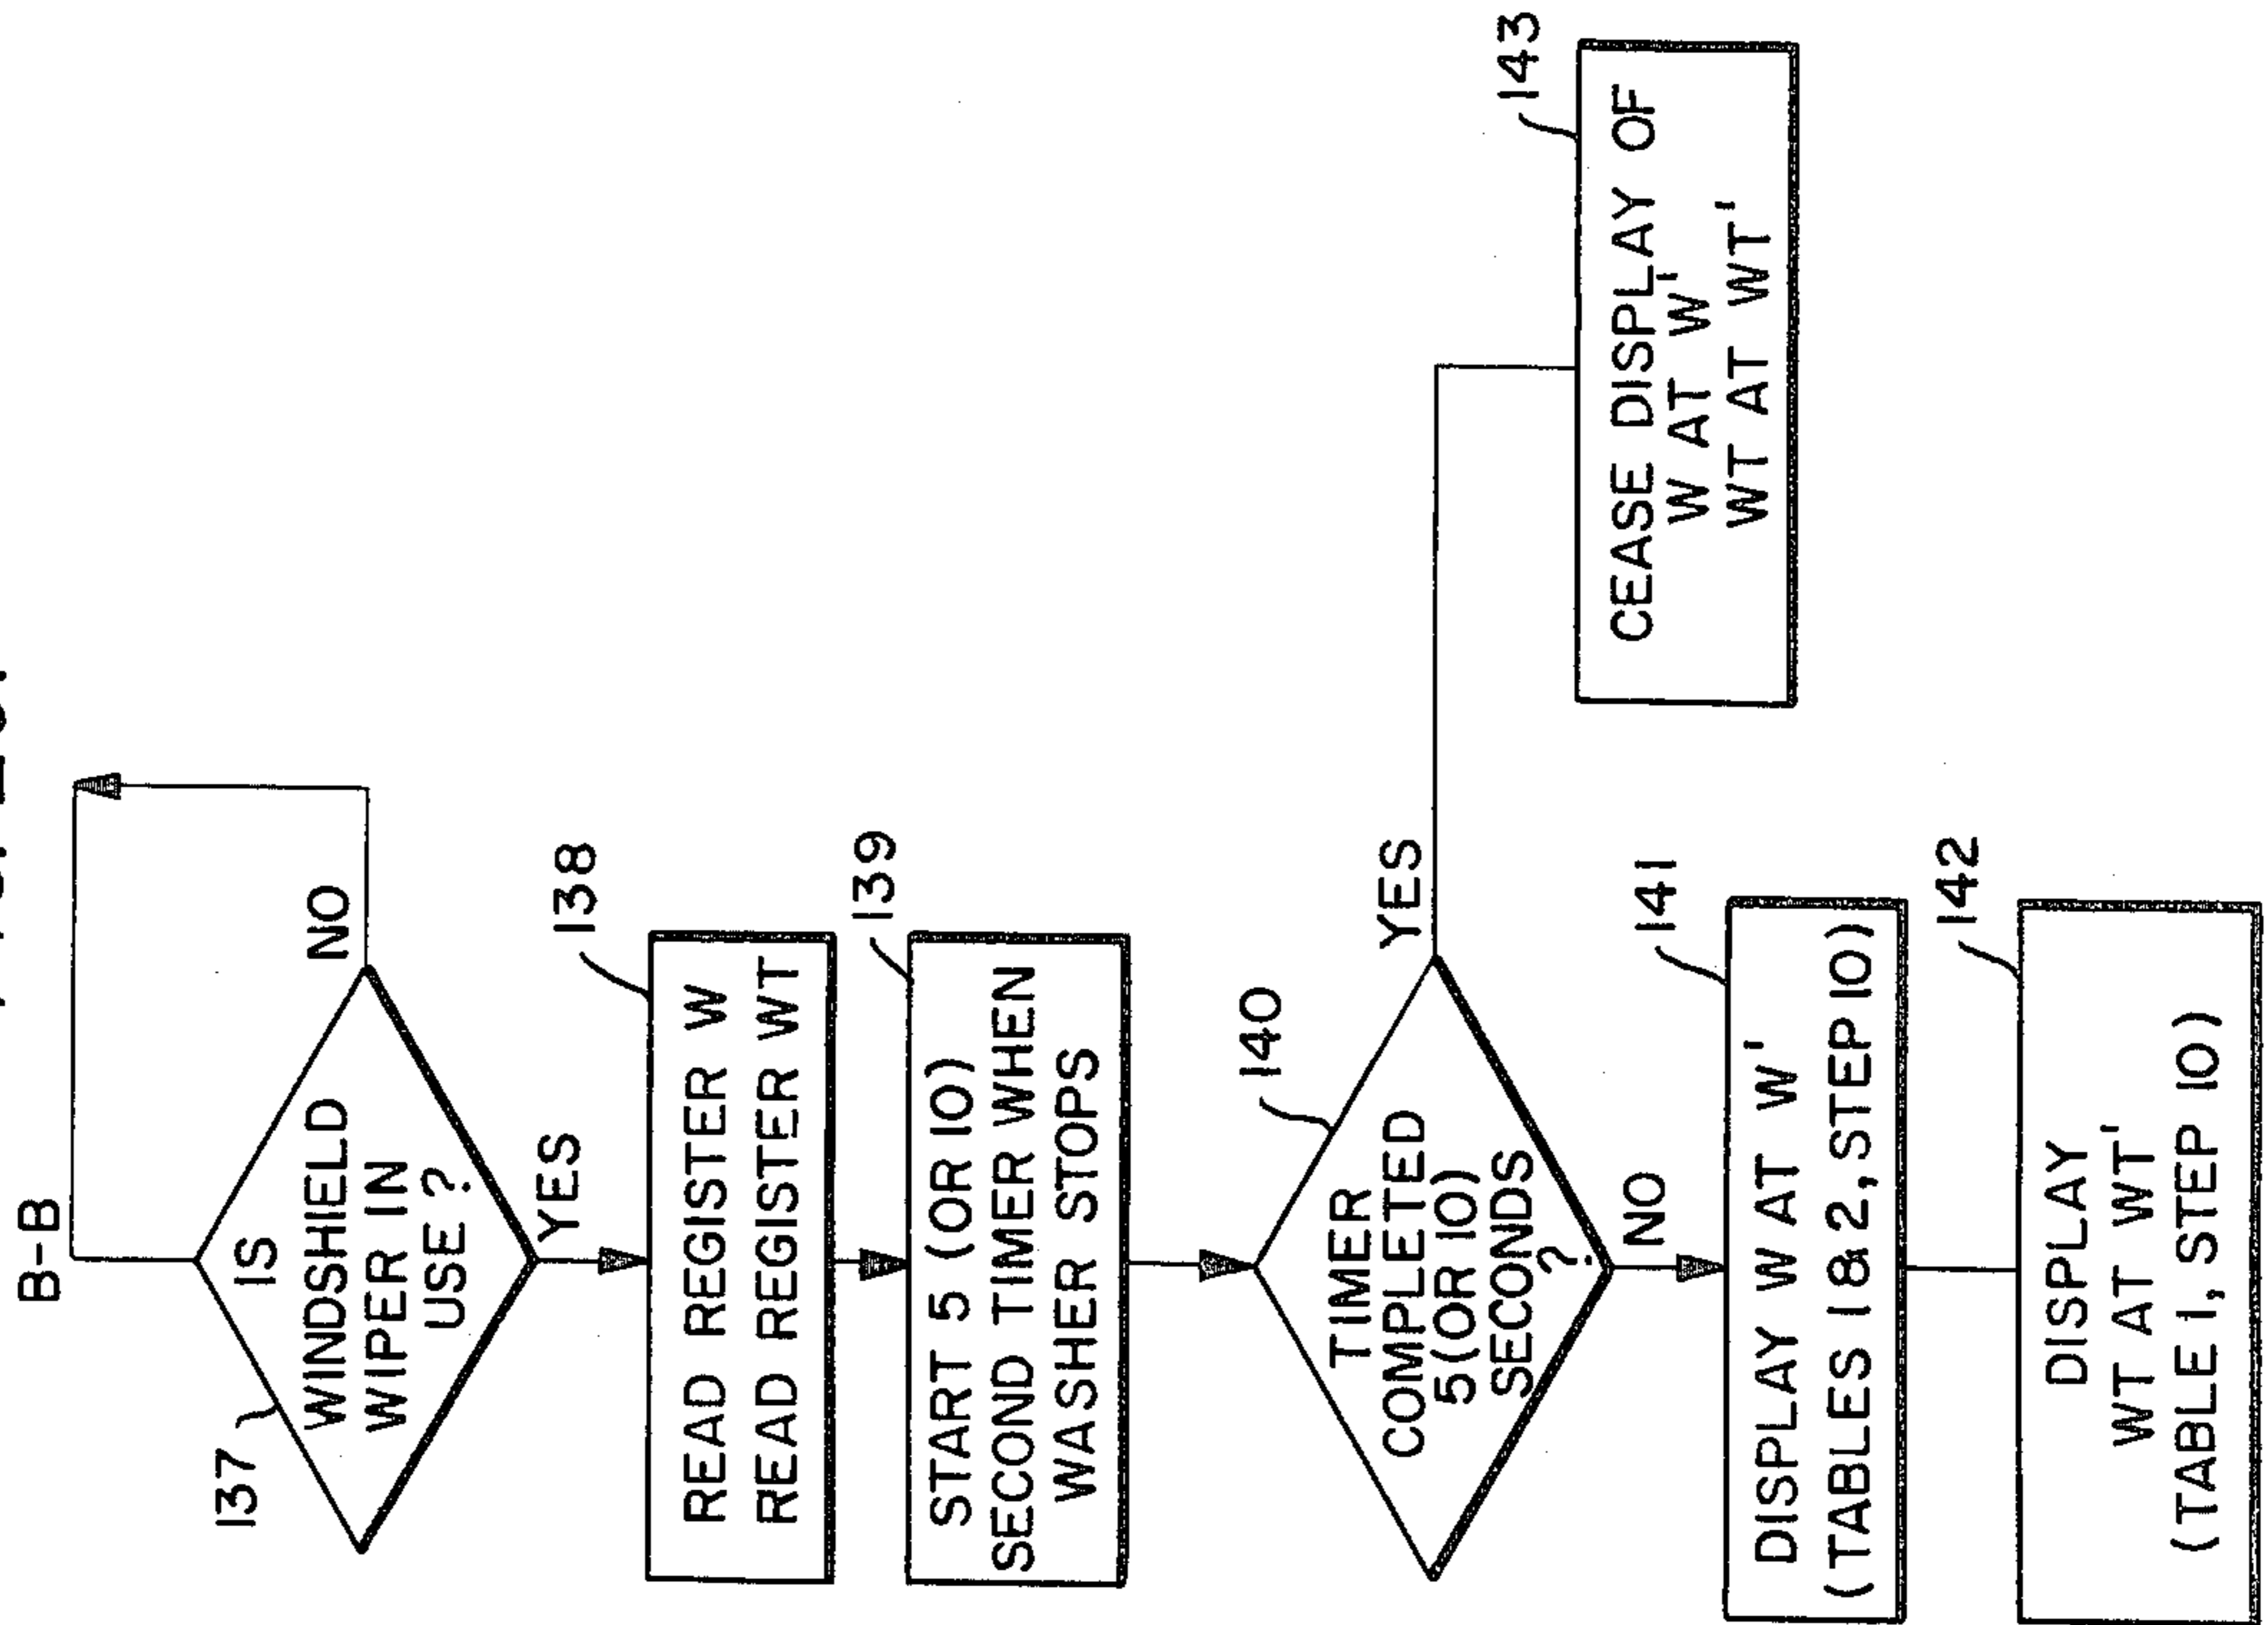 B-B
137
IS
WINDSHIELD
WIPER IN
USE ?
NO
YES
138
READ REGISTER W
READ REGISTER WT
139
START 5 (OR 10)
SECOND TIMER WHEN
WASHER STOPS
140
TIMER
COMPLETED
5(OR 10)
SECONDS
?
YES
NO
143
CEASE DISPLAY OF
W AT W'
WT AT WT'
141
DISPLAY W AT W'
(TABLES 1&2, STEP 10)
142
DISPLAY
WT AT WT'
(TABLE 1, STEP 10)